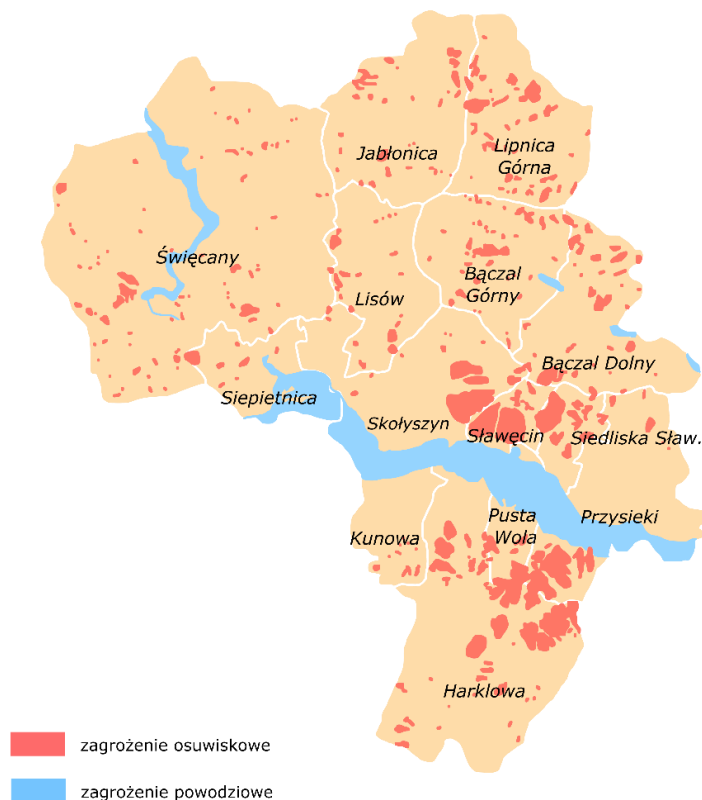 Jabłonica
Lipnica
Górna
Święcany
Bączal
Górny
Lisów
Bączal Dolny
Siepietnica
Skołyszyn
Sławęcin
Siedliska Sław.
Pusta
Wola
Przysieki
Kunowa
Harklowa
zagrożenie osuwiskowe
zagrożenie powodziowe